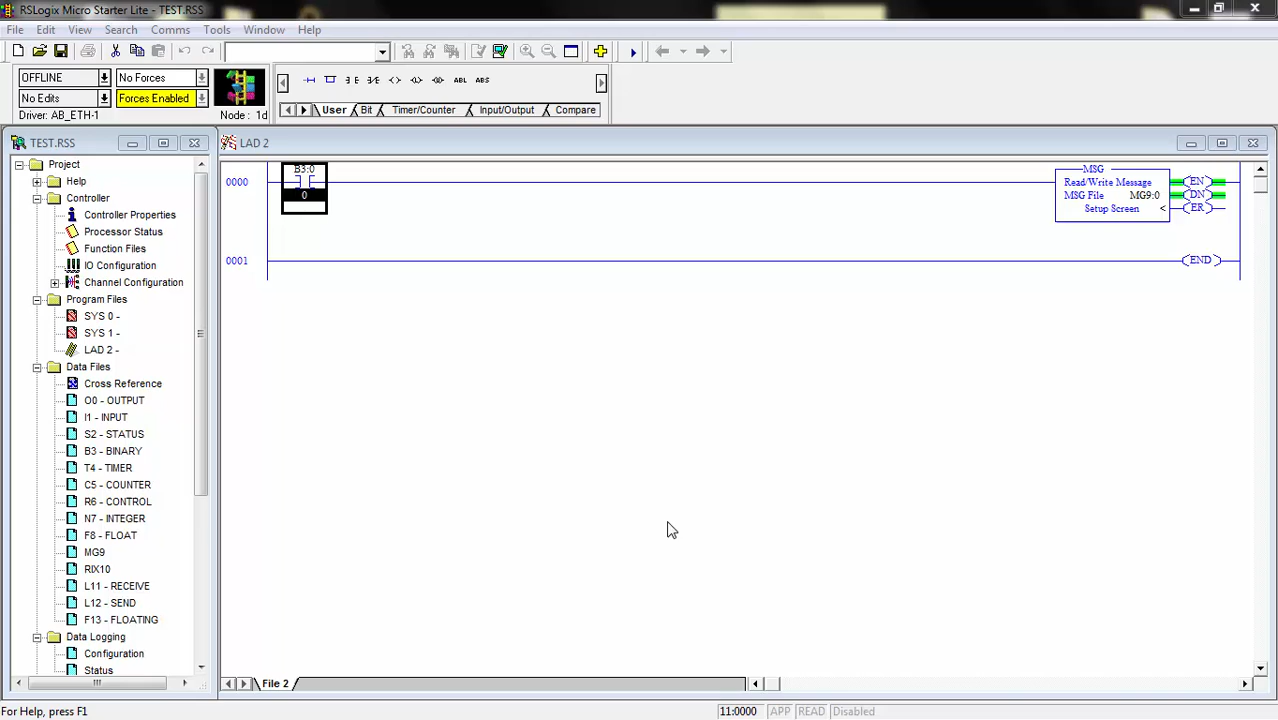 RSLogix Micro Starter Lite - TEST.RSS
File Edit View Search Comms Tools Window Help
OFFLINE No Forces
No Edits Forces Enabled
Driver: AB_ETH-1 Node : 1d
ABL ABS
User Bit Timer/Counter Input/Output Compare
TEST.RSS
Project
Help
Controller
Controller Properties
Processor Status
Function Files
IO Configuration
Channel Configuration
Program Files
SYS 0 -
SYS 1 -
LAD 2 -
Data Files
Cross Reference
O0 - OUTPUT
I1 - INPUT
S2 - STATUS
B3 - BINARY
T4 - TIMER
C5 - COUNTER
R6 - CONTROL
N7 - INTEGER
F8 - FLOAT
MG9
RIX10
L11 - RECEIVE
L12 - SEND
F13 - FLOATING
Data Logging
Configuration
Status
LAD 2
B3:0 MSG
0000 Read/Write Message EN
0 MSG File MG9:0 DN
Setup Screen < ER
0001 END
File 2
For Help, press F1 11:0000 APP READ Disabled